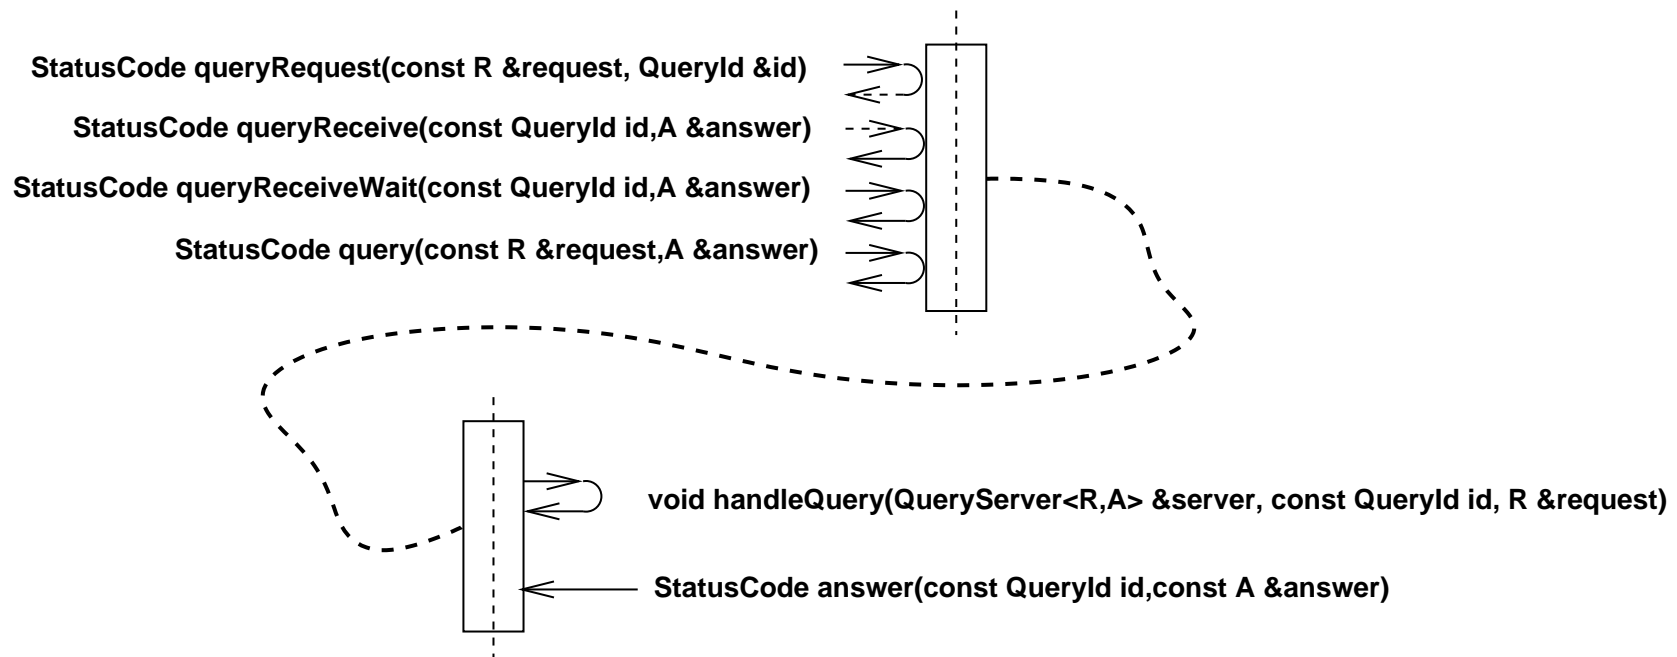 StatusCode queryRequest(const R &request, QueryId &id)
StatusCode queryReceive(const QueryId id,A &answer)
StatusCode queryReceiveWait(const QueryId id,A &answer)
StatusCode query(const R &request,A &answer)
void handleQuery(QueryServer<R,A> &server, const QueryId id, R &request)
StatusCode answer(const QueryId id,const A &answer)